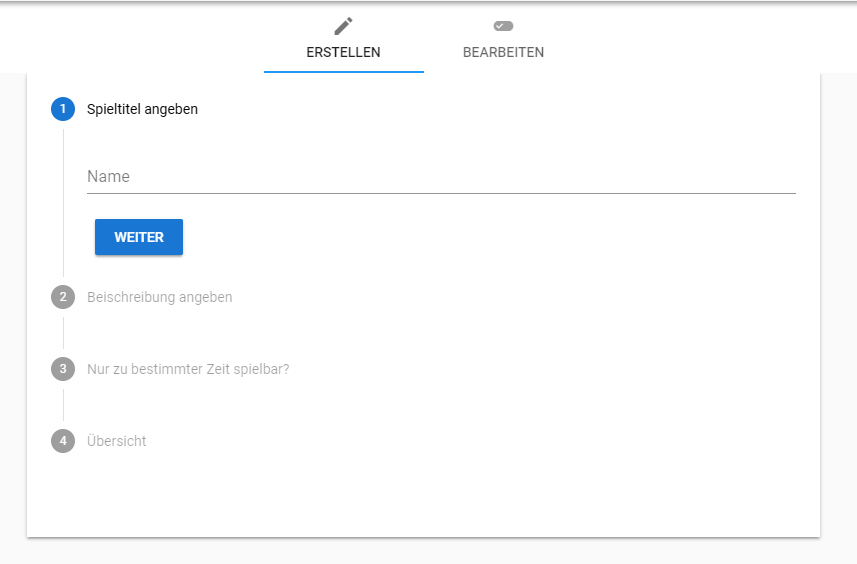 ERSTELLEN BEARBEITEN
1 Spieltitel angeben
Name
WEITER
2 Beischreibung angeben
3 Nur zu bestimmter Zeit spielbar?
4 Übersicht